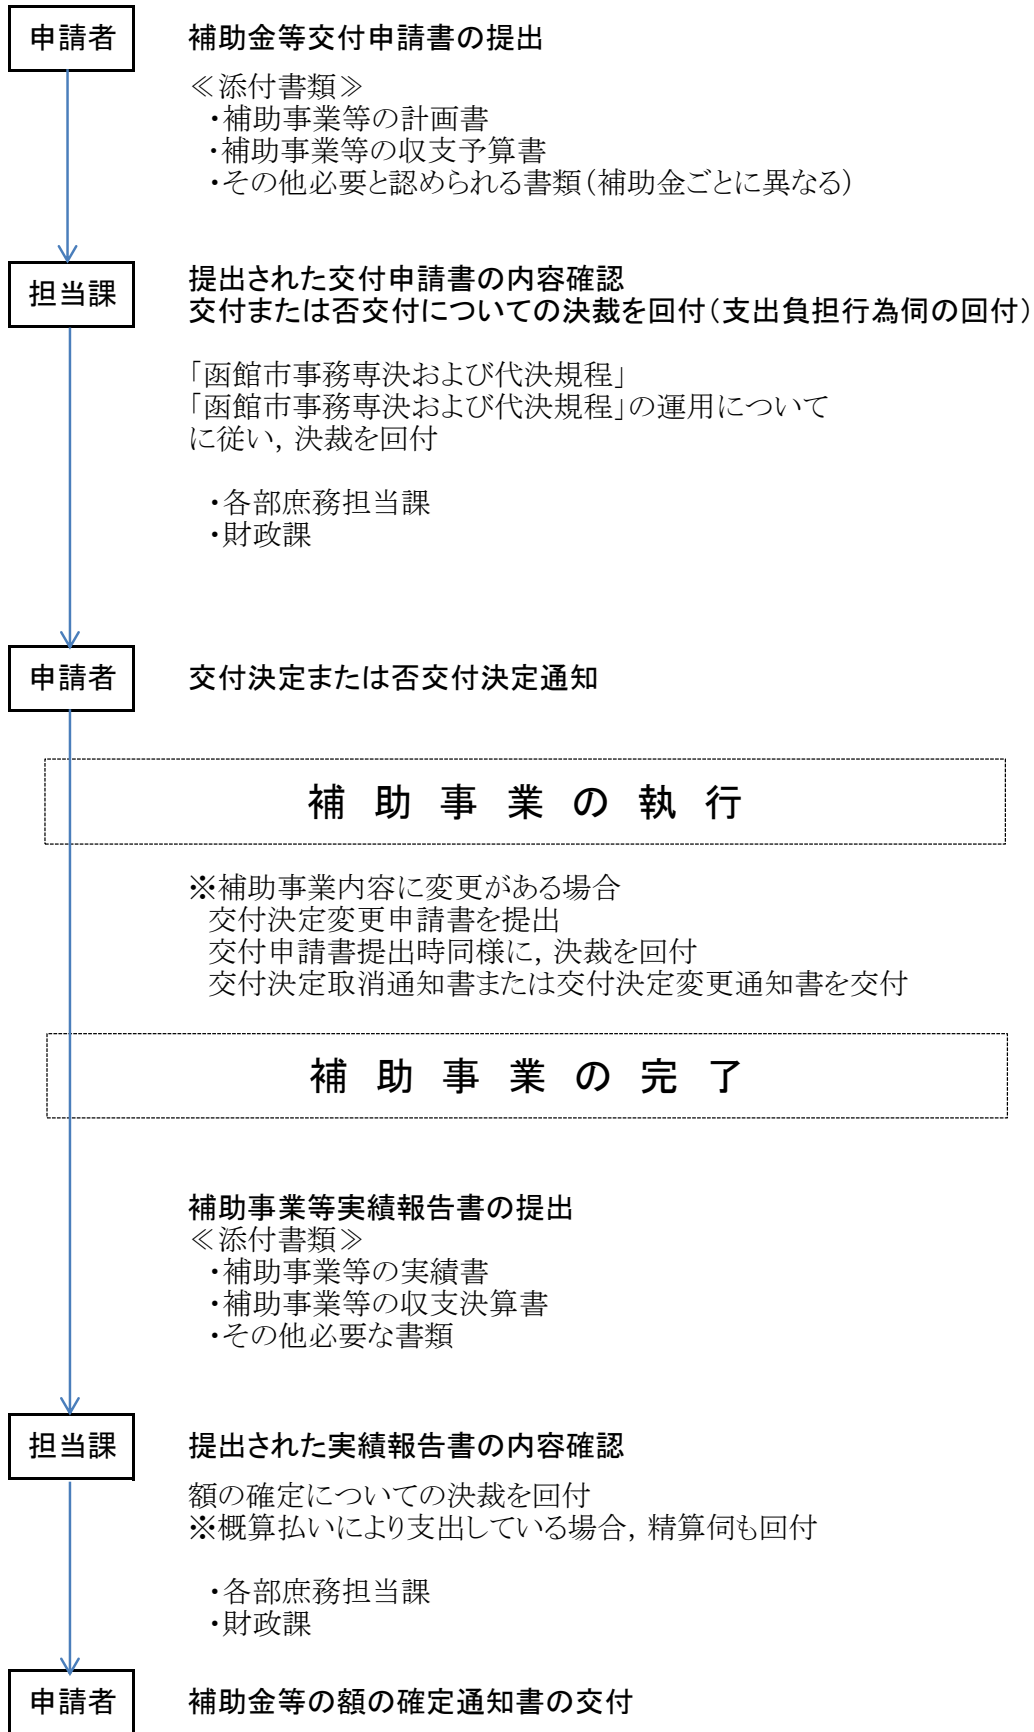 申請者 補助金等交付申請書の提出
≪添付書類≫
・補助事業等の計画書
・補助事業等の収支予算書
・その他必要と認められる書類（補助金ごとに異なる）
担当課 提出された交付申請書の内容確認
交付または否交付についての決裁を回付（支出負担行為伺の回付）
「函館市事務専決および代決規程」
「函館市事務専決および代決規程」の運用について
に従い，決裁を回付
・各部庶務担当課
・財政課
申請者 交付決定または否交付決定通知
補助事業の執行
※補助事業内容に変更がある場合
交付決定変更申請書を提出
交付申請書提出時同様に，決裁を回付
交付決定取消通知書または交付決定変更通知書を交付
補助事業の完了
補助事業等実績報告書の提出
≪添付書類≫
・補助事業等の実績書
・補助事業等の収支決算書
・その他必要な書類
担当課 提出された実績報告書の内容確認
額の確定についての決裁を回付
※概算払いにより支出している場合，精算伺も回付
・各部庶務担当課
・財政課
申請者 補助金等の額の確定通知書の交付